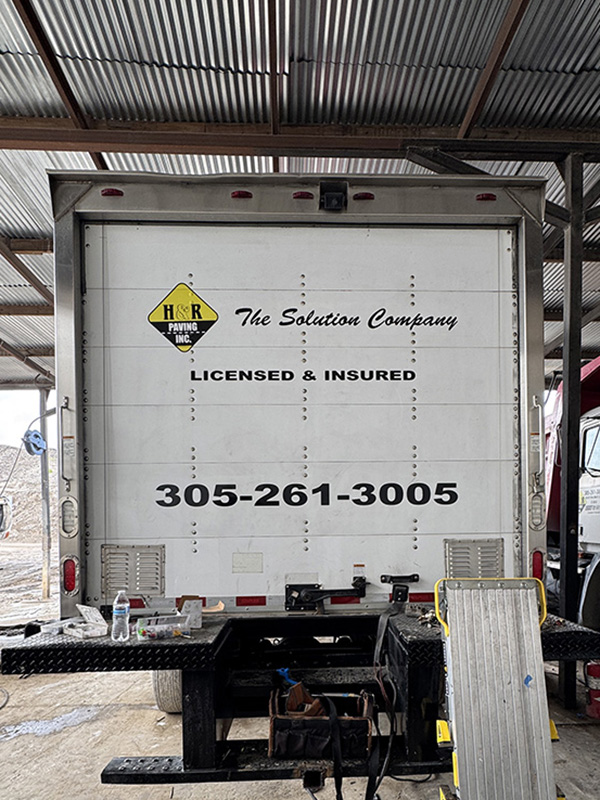 H&R
PAVING
INC.
The Solution Company
LICENSED & INSURED
305-261-3005